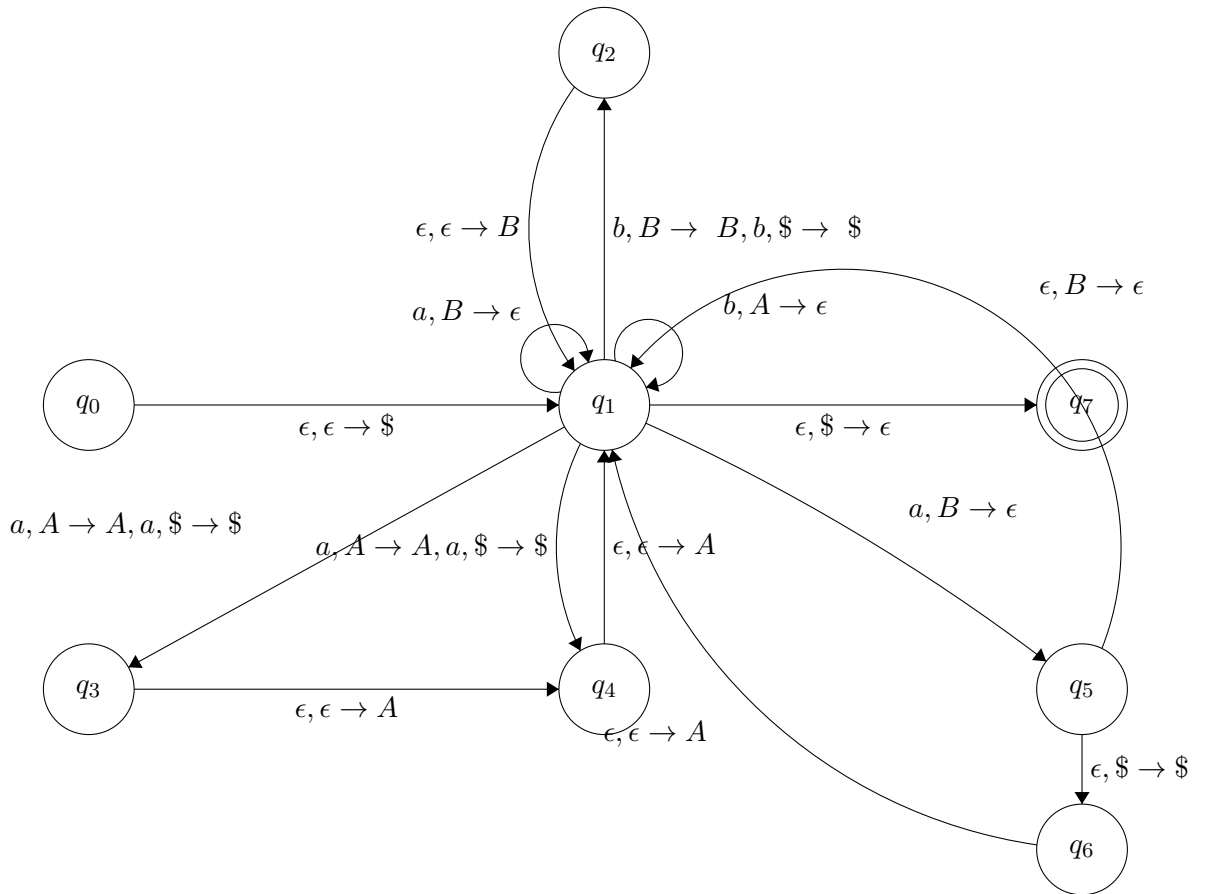 q2
ϵ, ϵ → B
b, B → B, b, $ → $
ϵ, B → ϵ
a, B → ϵ
b, A → ϵ
q0
q1
q7
ϵ, ϵ → $
ϵ, $ → ϵ
a, B → ϵ
a, A → A, a, $ → $
a, A → A, a, $ → $
ϵ, ϵ → A
q3
q4
q5
ϵ, ϵ → A
ϵ, ϵ → A
ϵ, $ → $
q6